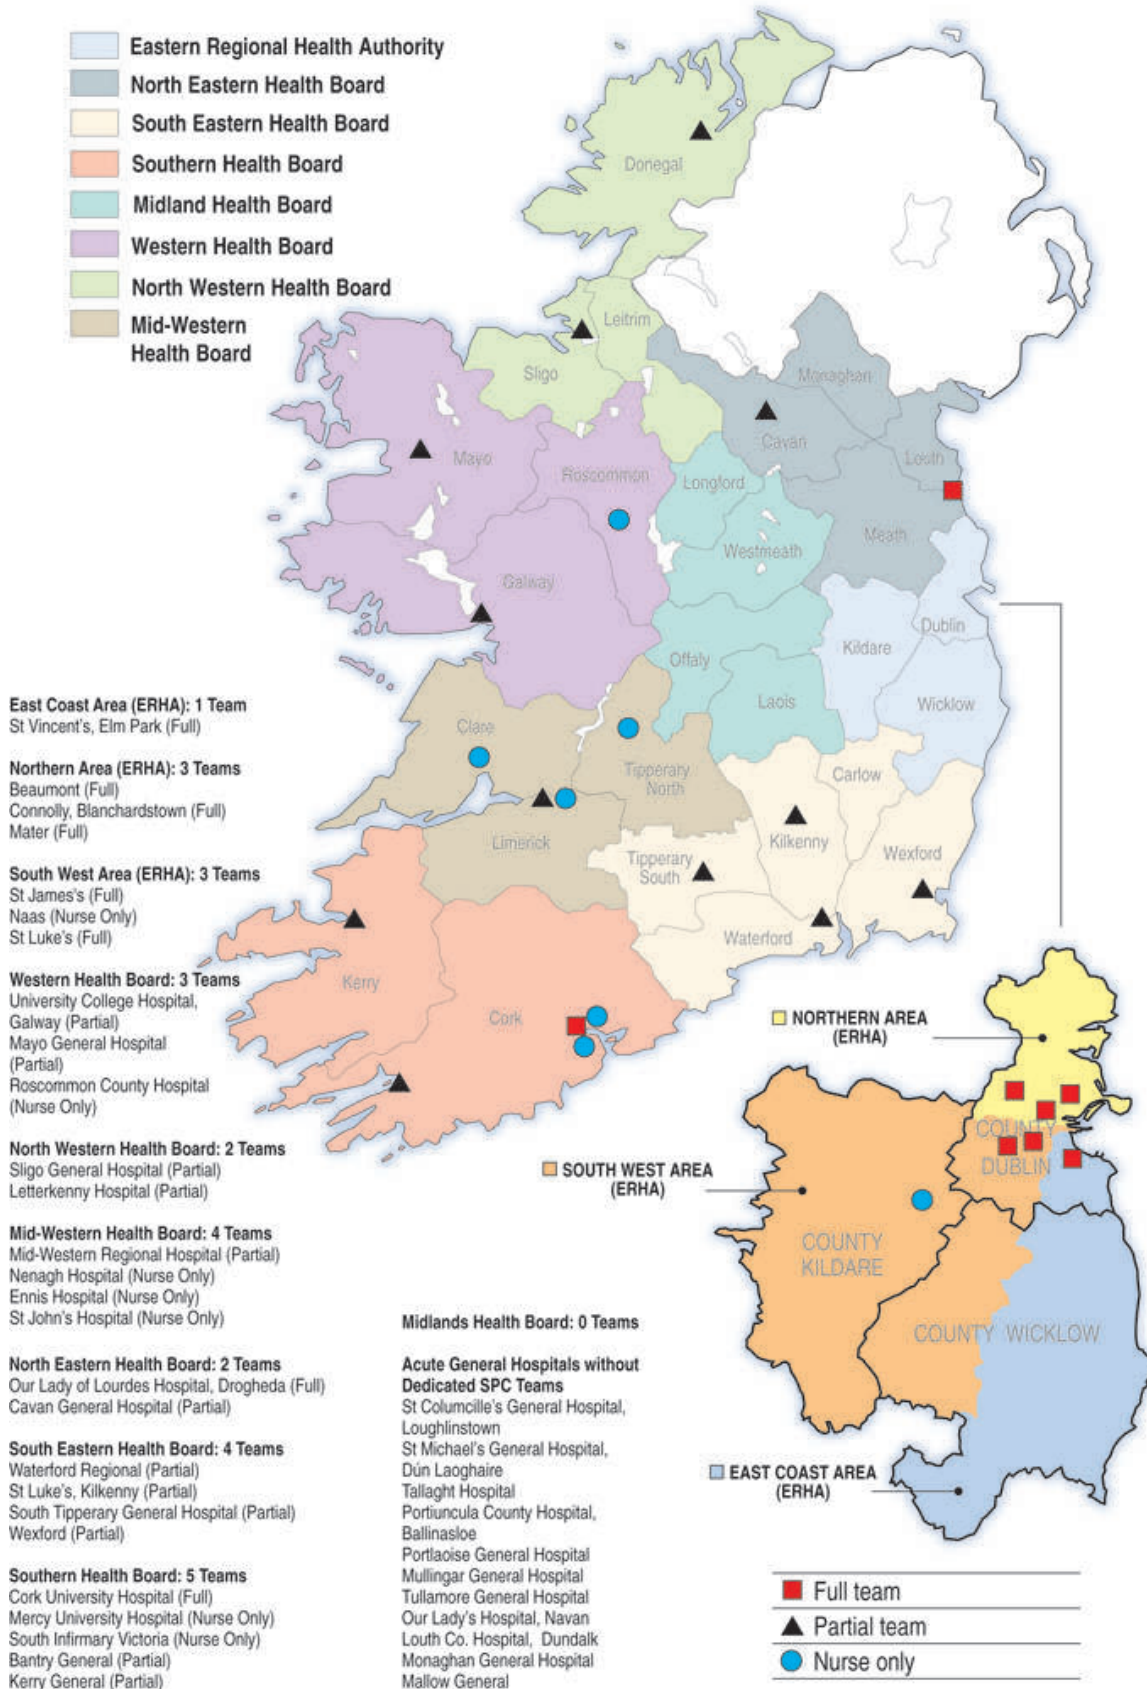 Eastern Regional Health Authority
North Eastern Health Board
South Eastern Health Board
Southern Health Board
Midland Health Board
Western Health Board
North Western Health Board
Mid-Western
Health Board
Donegal
Leitrim
Sligo
Monaghan
Cavan
Louth
Mayo
Roscommon
Longford
Meath
Westmeath
Galway
Dublin
Kildare
Offaly
Laois
Wicklow
Clare
Tipperary
North
Carlow
Limerick
Kilkenny
Tipperary
South
Wexford
Waterford
Kerry
Cork
East Coast Area (ERHA): 1 Team
St Vincent's, Elm Park (Full)
Northern Area (ERHA): 3 Teams
Beaumont (Full)
Connolly, Blanchardstown (Full)
Mater (Full)
South West Area (ERHA): 3 Teams
St James's (Full)
Naas (Nurse Only)
St Luke's (Full)
Western Health Board: 3 Teams
University College Hospital,
Galway (Partial)
Mayo General Hospital
(Partial)
Roscommon County Hospital
(Nurse Only)
North Western Health Board: 2 Teams
Sligo General Hospital (Partial)
Letterkenny Hospital (Partial)
Mid-Western Health Board: 4 Teams
Mid-Western Regional Hospital (Partial)
Nenagh Hospital (Nurse Only)
Ennis Hospital (Nurse Only)
St John's Hospital (Nurse Only)
North Eastern Health Board: 2 Teams
Our Lady of Lourdes Hospital, Drogheda (Full)
Cavan General Hospital (Partial)
South Eastern Health Board: 4 Teams
Waterford Regional (Partial)
St Luke's, Kilkenny (Partial)
South Tipperary General Hospital (Partial)
Wexford (Partial)
Southern Health Board: 5 Teams
Cork University Hospital (Full)
Mercy University Hospital (Nurse Only)
South Infirmary Victoria (Nurse Only)
Bantry General (Partial)
Kerry General (Partial)
Midlands Health Board: 0 Teams
Acute General Hospitals without
Dedicated SPC Teams
St Columcille's General Hospital,
Loughlinstown
St Michael's General Hospital,
Dún Laoghaire
Tallaght Hospital
Portiuncula County Hospital,
Ballinasloe
Portlaoise General Hospital
Mullingar General Hospital
Tullamore General Hospital
Our Lady's Hospital, Navan
Louth Co. Hospital, Dundalk
Monaghan General Hospital
Mallow General
NORTHERN AREA
(ERHA)
COUNTY
DUBLIN
SOUTH WEST AREA
(ERHA)
COUNTY
KILDARE
COUNTY WICKLOW
EAST COAST AREA
(ERHA)
Full team
Partial team
Nurse only